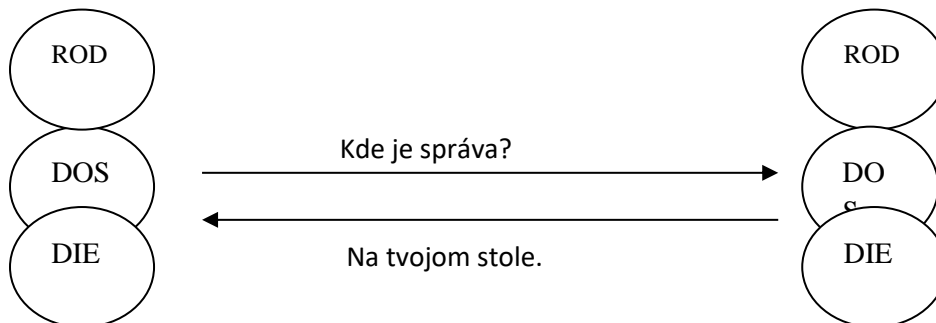 ROD
ROD
Kde je správa?
DOS
DO
S
DIE
DIE
Na tvojom stole.